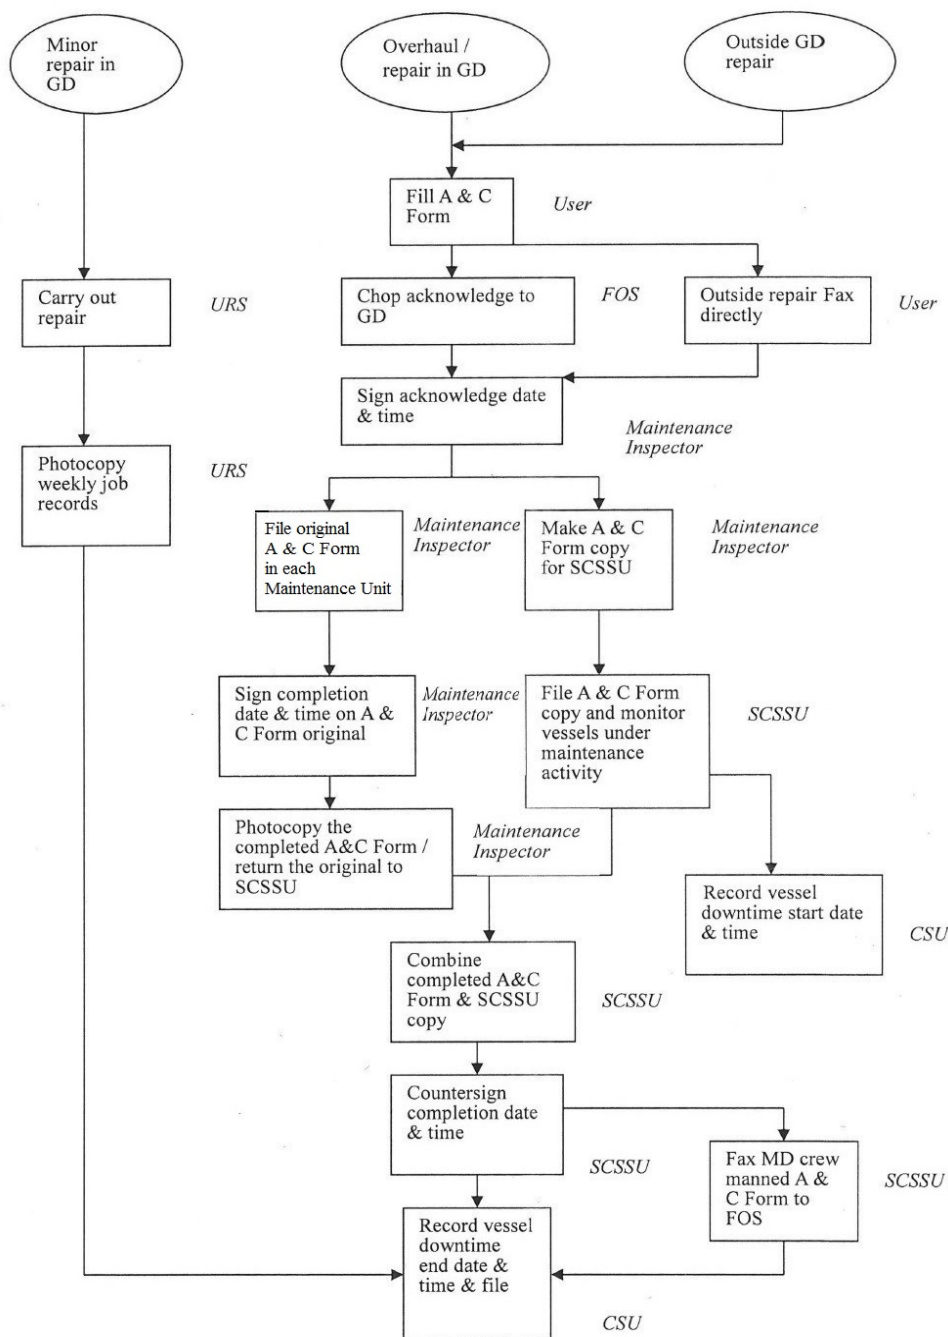 Minor
repair in
GD
Overhaul /
repair in GD
Outside GD
repair
Fill A & C
Form
User
Carry out
repair
URS
Chop acknowledge to
GD
FOS
Outside repair Fax
directly
User
Sign acknowledge date
& time
Maintenance
Inspector
Photocopy
weekly job
records
URS
File original
A & C Form
in each
Maintenance Unit
Maintenance
Inspector
Make A & C
Form copy
for SCSSU
Maintenance
Inspector
Sign completion
date & time on A &
C Form original
Maintenance
Inspector
File A & C Form
copy and monitor
vessels under
maintenance
activity
SCSSU
Photocopy the
completed A&C Form /
return the original to
SCSSU
Maintenance
Inspector
Record vessel
downtime start date
& time
CSU
Combine
completed A&C
Form & SCSSU
copy
SCSSU
Countersign
completion date
& time
SCSSU
Fax MD crew
manned A &
C Form to
FOS
SCSSU
Record vessel
downtime
end date &
time & file
CSU